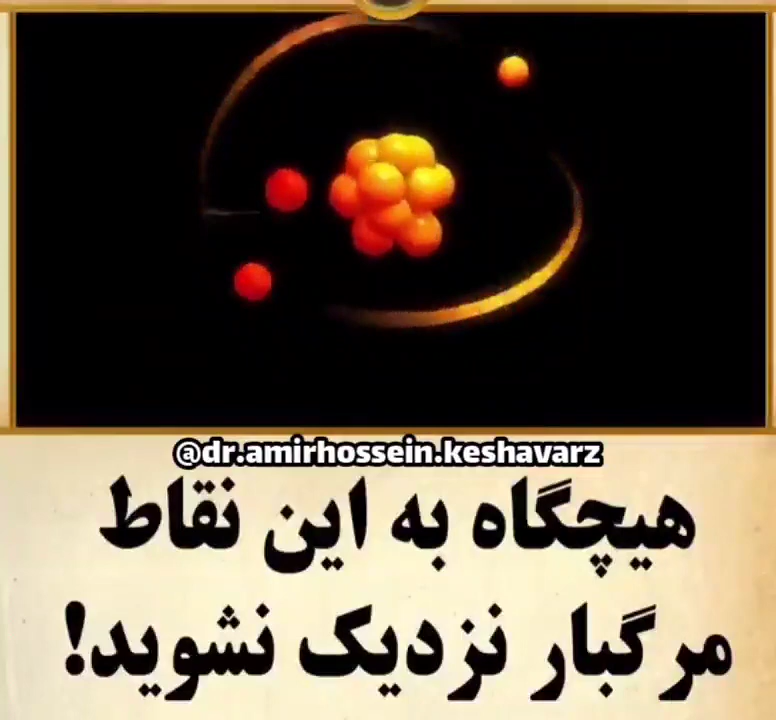 @dr.amirhossein.keshavarz
هیچگاه به این نقاط
مرگبار نزدیک نشوید!